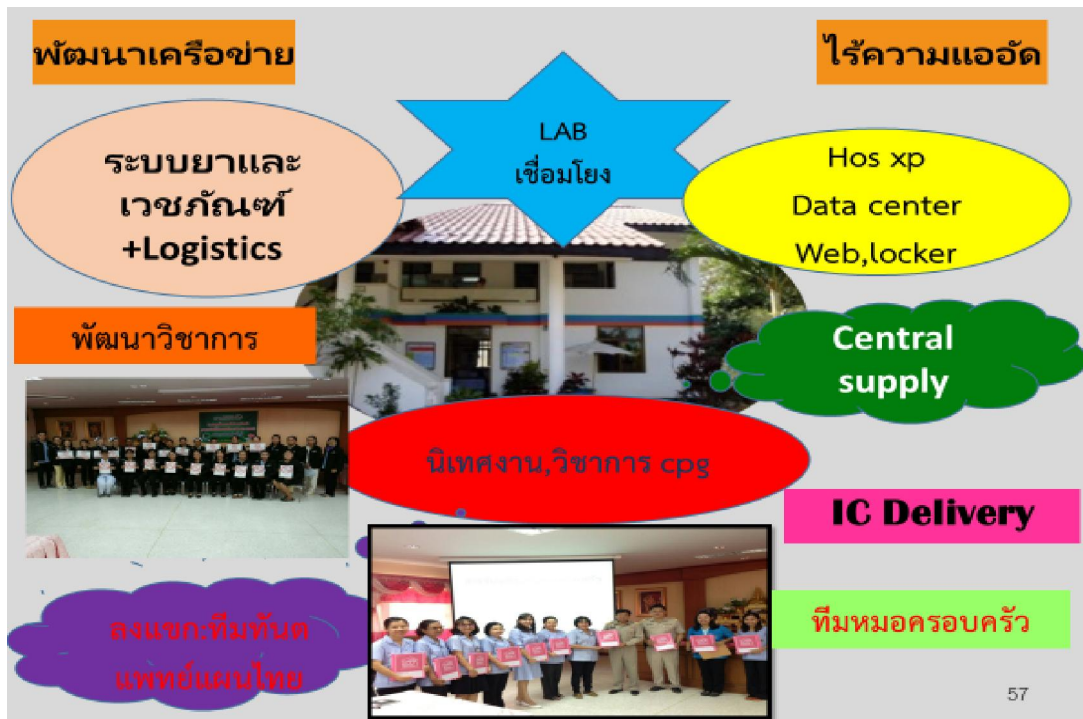 พัฒนาเครือข่าย
ไร้ความแออัด
LAB
เชื่อมโยง
ระบบยาและ
เวชภัณฑ์
+Logistics
Hos xp
Data center
Web,locker
พัฒนาวิชาการ
Central
supply
นิเทศงาน,วิชาการ cpg
IC Delivery
ลงแขก:ทีมทันต
แพทย์แผนไทย
ทีมหมอครอบครัว
57